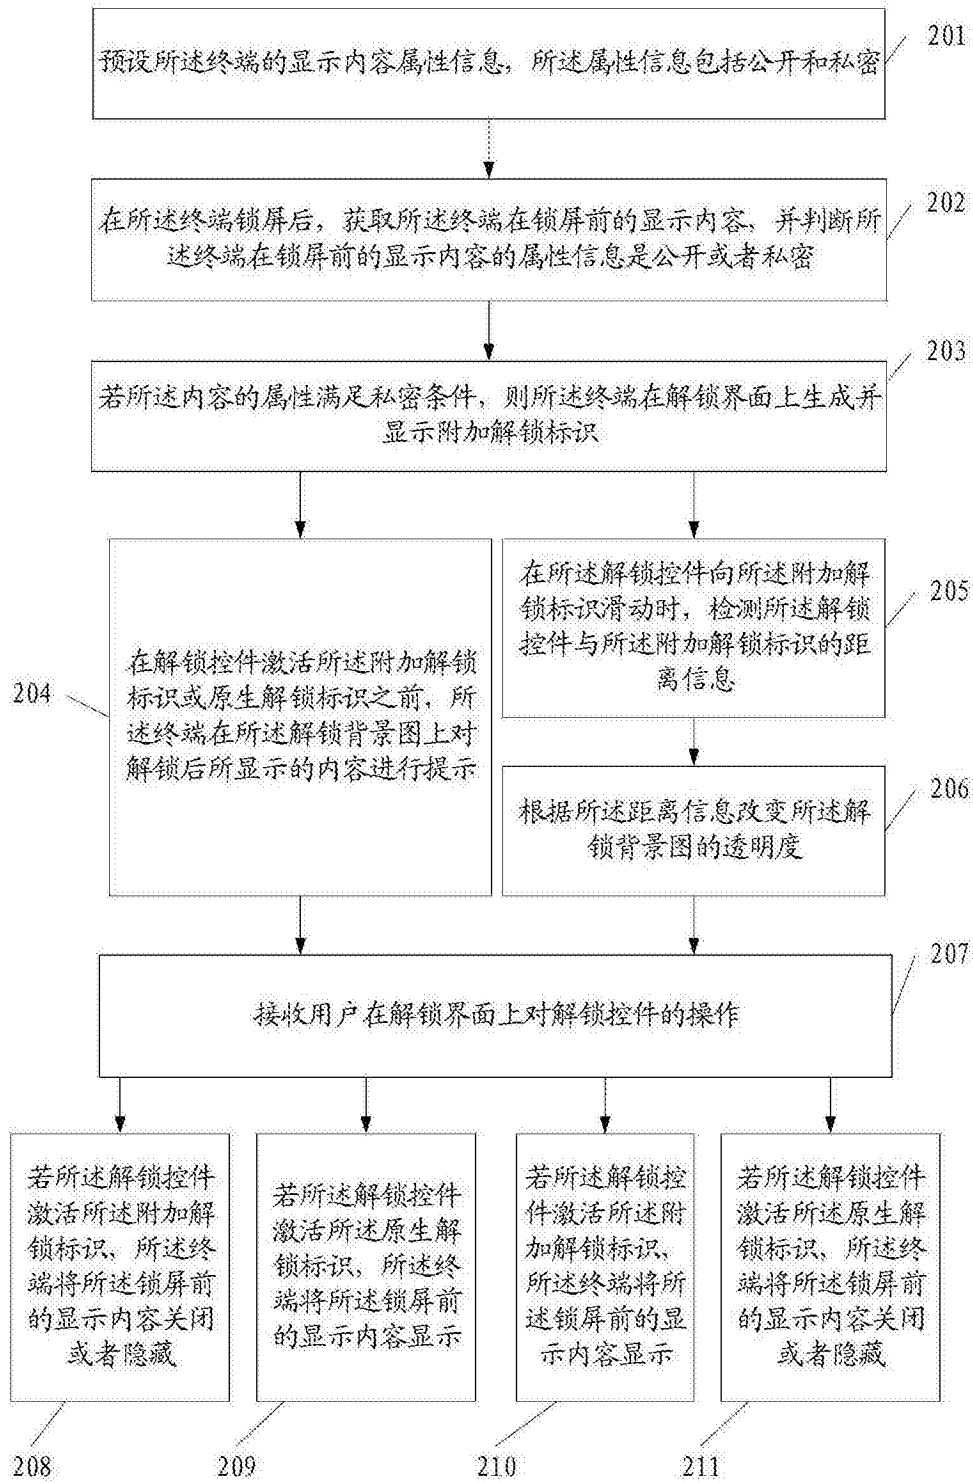 预设所述终端的显示内容属性信息，所述属性信息包括公开和私密
201
在所述终端锁屏后，获取所述终端在锁屏前的显示内容，并判断所
述终端在锁屏前的显示内容的属性信息是公开或者私密
202
若所述内容的属性满足私密条件，则所述终端在解锁界面上生成并
显示附加解锁标识
203
在解锁控件激活所述附加解锁
标识或原生解锁标识之前，所
述终端在所述解锁背景图上对
解锁后所显示的内容进行提示
204
在所述解锁控件向所述附加解
锁标识滑动时，检测所述解锁
控件与所述附加解锁标识的距
离信息
205
根据所述距离信息改变所述解
锁背景图的透明度
206
接收用户在解锁界面上对解锁控件的操作
207
若所述解锁控件
激活所述附加解
锁标识、所述终
端将所述锁屏前
的显示内容关闭
或者隐藏
208
若所述解锁控件
激活所述原生解
锁标识，所述终
端将所述锁屏前
的显示内容显示
209
若所述解锁控
件激活所述附
加解锁标识、
所述终端将所
述锁屏前的显
示内容显示
210
若所述解锁控件
激活所述原生解
锁标识、所述终
端将所述锁屏前
的显示内容关闭
或者隐藏
211